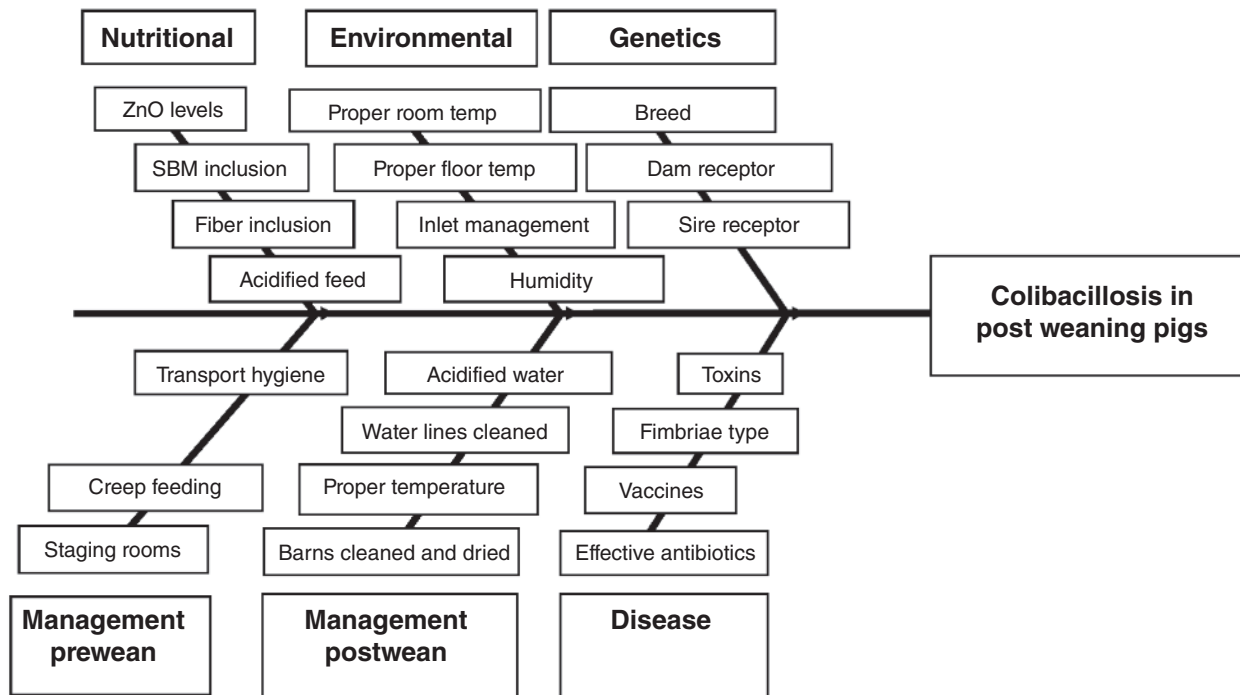 Nutritional
Environmental
Genetics
ZnO levels
Proper room temp
Breed
SBM inclusion
Proper floor temp
Dam receptor
Fiber inclusion
Inlet management
Sire receptor
Acidified feed
Humidity
Colibacillosis in
post weaning pigs
Transport hygiene
Acidified water
Toxins
Water lines cleaned
Fimbriae type
Creep feeding
Proper temperature
Vaccines
Staging rooms
Barns cleaned and dried
Effective antibiotics
Management
prewean
Management
postwean
Disease